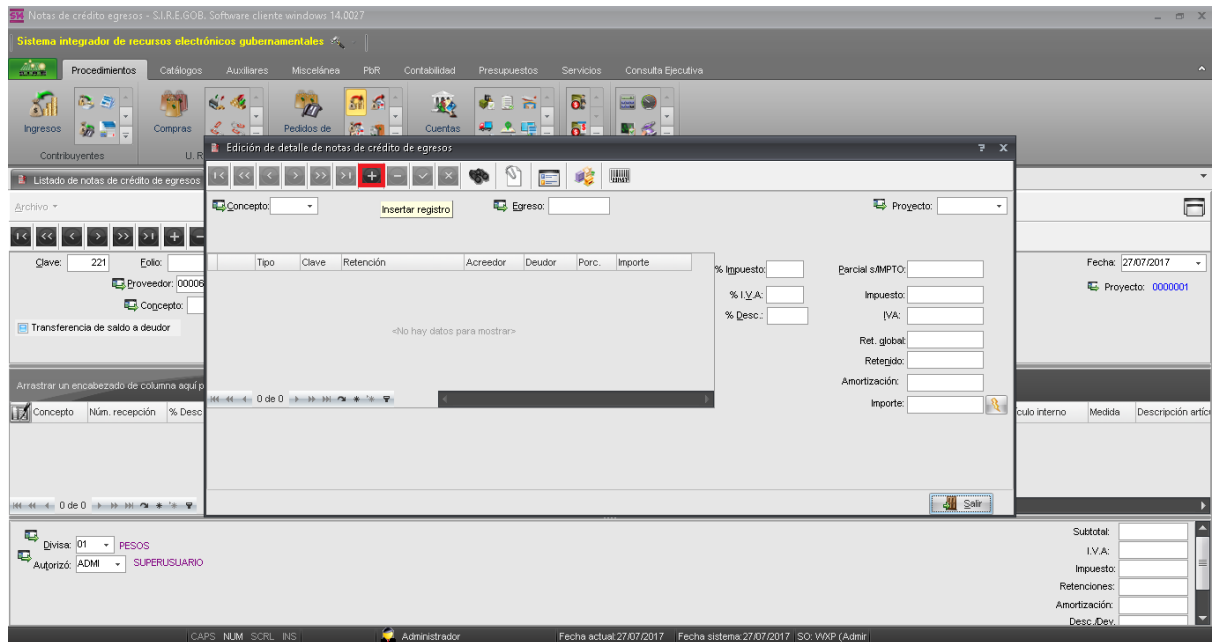 Notas de crédito egresos - S.I.R.E.GOB. Software cliente windows 14.0027
Sistema integrador de recursos electrónicos gubernamentales
Procedimientos Catálogos Auxiliares Miscelánea PbR Contabilidad Presupuestos Servicios Consulta Ejecutiva
Ingresos Compras Pedidos de Cuentas
Contribuyentes U. R
Edición de detalle de notas de crédito de egresos
Listado de notas de crédito de egresos
Archivo
Concepto: Insertar registro Egreso: Proyecto:
Clave: 221 Folio: Fecha: 27/07/2017
Proveedor: 00006 Proyecto: 0000001
Concepto:
Transferencia de saldo a deudor
Tipo Clave Retención Acreedor Deudor Porc. Importe
<No hay datos para mostrar>
0 de 0
% Impuesto: Parcial s/IMPTO:
% I.V.A: Impuesto:
% Desc.: IVA:
Ret. global:
Retenido:
Amortización:
Importe:
Salir
Arrastrar un encabezado de columna aquí p
Concepto Núm. recepción % Desc culo interno Medida Descripción artíc
0 de 0
Divisa: 01 PESOS
Autorizó: ADMI SUPERUSUARIO
Subtotal:
I.V.A:
Impuesto:
Retenciones:
Amortización:
Desc./Dev.
CAPS NUM SCRL INS Administrador Fecha actual:27/07/2017 Fecha sistema:27/07/2017 SO: WXP (Admir